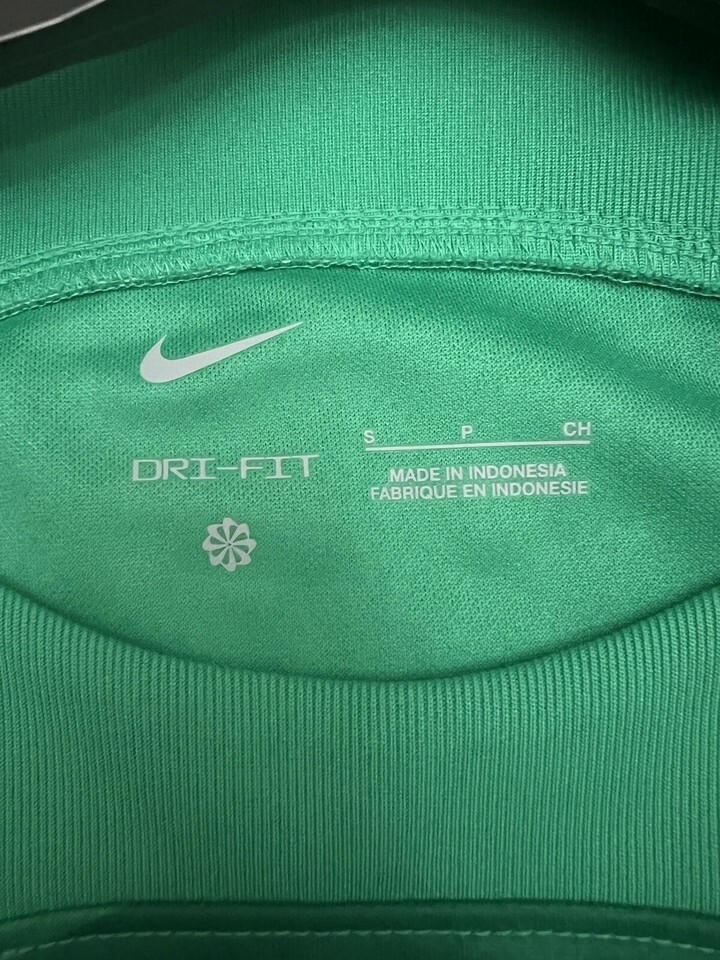 DRI-FIT
S P CH
MADE IN INDONESIA
FABRIQUE EN INDONESIE